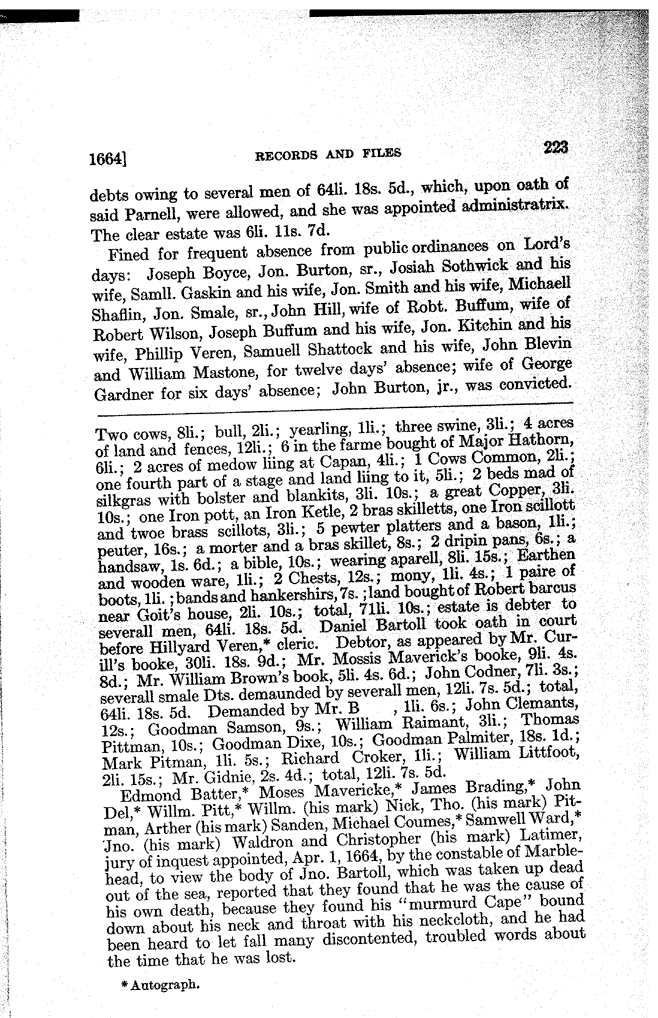 1664] RECORDS AND FILES 223
debts owing to several men of 64li. 18s. 5d., which, upon oath of
said Parnell, were allowed, and she was appointed administratrix.
The clear estate was 6li. 11s. 7d.
Fined for frequent absence from public ordinances on Lord's
days: Joseph Boyce, Jon. Burton, sr., Josiah Sothwick and his
wife, Samll. Gaskin and his wife, Jon. Smith and his wife, Michaell
Shaflin, Jon. Smale, sr., John Hill, wife of Robt. Buffum, wife of
Robert Wilson, Joseph Buffum and his wife, Jon. Kitchin and his
wife, Phillip Veren, Samuell Shattock and his wife, John Blevin
and William Mastone, for twelve days' absence; wife of George
Gardner for six days' absence; John Burton, jr., was convicted.
Two cows, 8li.; bull, 2li.; yearling, 1li.; three swine, 3li.; 4 acres
of land and fences, 12li.; 6 in the farme bought of Major Hathorn,
6li.; 2 acres of medow liing at Capan, 4li.; 1 Cows Common, 2li.;
one fourth part of a stage and land liing to it, 5li.; 2 beds mad of
silkgras with bolster and blankits, 3li. 10s.; a great Copper, 3li.
10s.; one Iron pott, an Iron Ketle, 2 bras skilletts, one Iron scillott
and twoe brass scillots, 3li.; 5 pewter platters and a bason, 1li.;
peuter, 16s.; a morter and a bras skillet, 8s.; 2 dripin pans, 6s.; a
handsaw, 1s. 6d.; a bible, 10s.; wearing aparell, 8li. 15s.; Earthen
and wooden ware, 1li.; 2 Chests, 12s.; mony, 1li. 4s.; 1 paire of
boots, 1li.; bands and hankershirs, 7s.; land bought of Robert barcus
near Goit's house, 2li. 10s.; total, 71li. 10s.; estate is debter to
severall men, 64li. 18s. 5d. Daniel Bartoll took oath in court
before Hillyard Veren,* cleric. Debtor, as appeared by Mr. Cur-
ill's booke, 30li. 18s. 9d.; Mr. Mossis Maverick's booke, 9li. 4s.
8d.; Mr. William Brown's book, 5li. 4s. 6d.; John Codner, 7li. 3s.;
severall smale Dts. demaunded by severall men, 12li. 7s. 5d.; total,
64li. 18s. 5d. Demanded by Mr. B , 1li. 6s.; John Clemants,
12s.; Goodman Samson, 9s.; William Raimant, 3li.; Thomas
Pittman, 10s.; Goodman Dixe, 10s.; Goodman Palmiter, 18s. 1d.;
Mark Pitman, 1li. 5s.; Richard Croker, 1li.; William Littfoot,
2li. 15s.; Mr. Gidnie, 2s. 4d.; total, 12li. 7s. 5d.
Edmond Batter,* Moses Mavericke,* James Brading,* John
Del,* Willm. Pitt,* Willm. (his mark) Nick, Tho. (his mark) Pit-
man, Arther (his mark) Sanden, Michael Coumes,* Samwell Ward,*
Jno. (his mark) Waldron and Christopher (his mark) Latimer,
jury of inquest appointed, Apr. 1, 1664, by the constable of Marble-
head, to view the body of Jno. Bartoll, which was taken up dead
out of the sea, reported that they found that he was the cause of
his own death, because they found his "murmurd Cape" bound
down about his neck and throat with his neckcloth, and he had
been heard to let fall many discontented, troubled words about
the time that he was lost.
*Autograph.